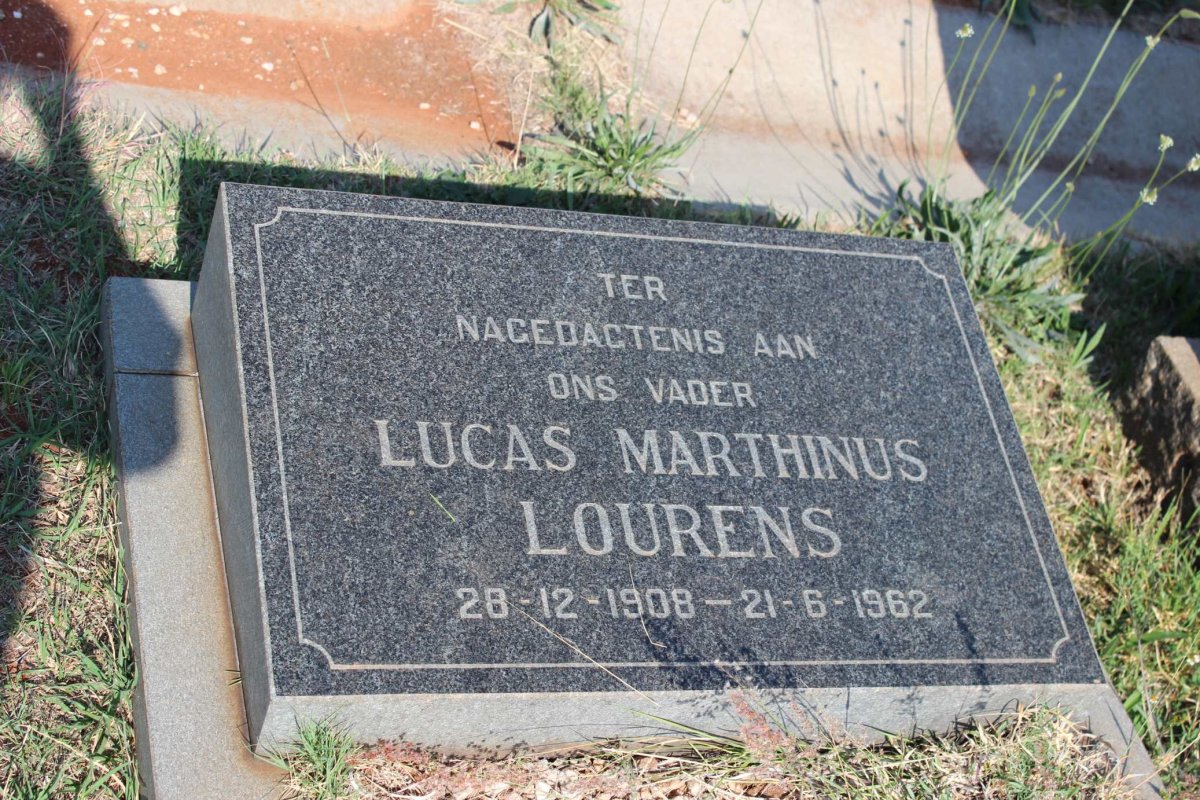 TER
NAGEDACTENIS AAN
ONS VADER
LUCAS MARTHINUS
LOURENS
28-12-1908-21-6-1962